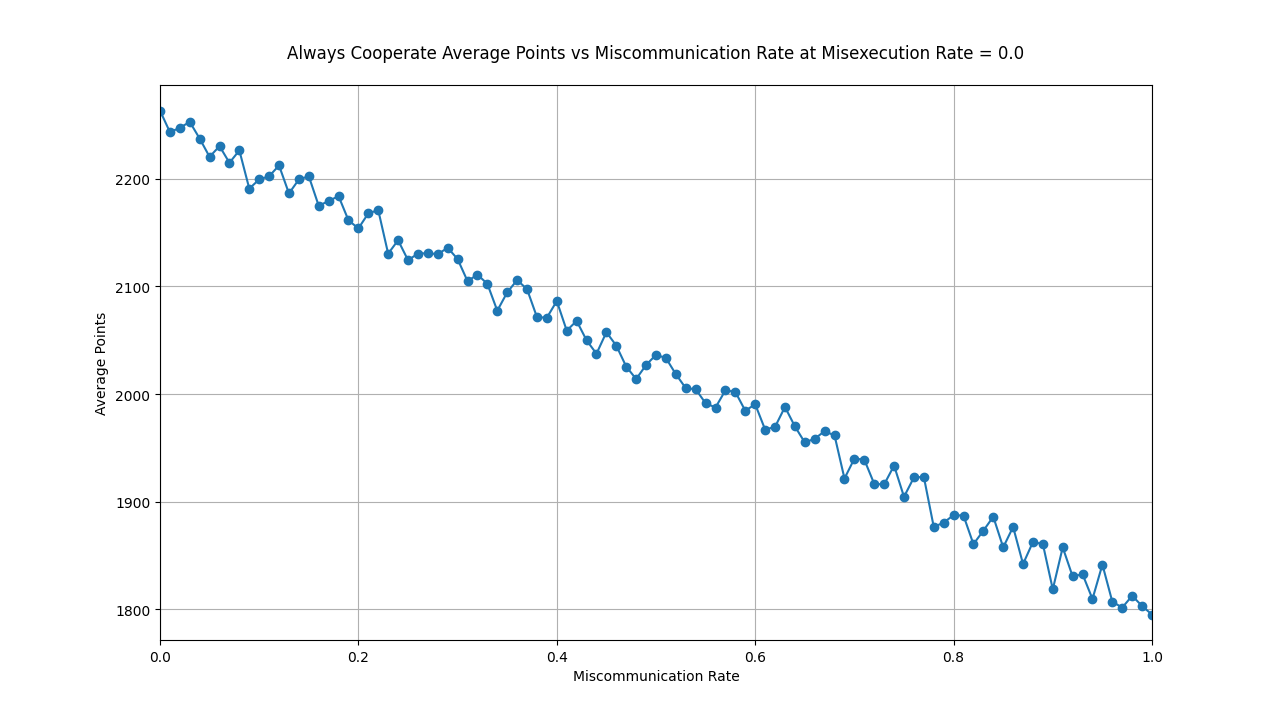 Always Cooperate Average Points vs Miscommunication Rate at Misexecution Rate = 0.0
Average Points
2200
2100
2000
1900
1800
0.0 0.2 0.4 0.6 0.8 1.0
Miscommunication Rate